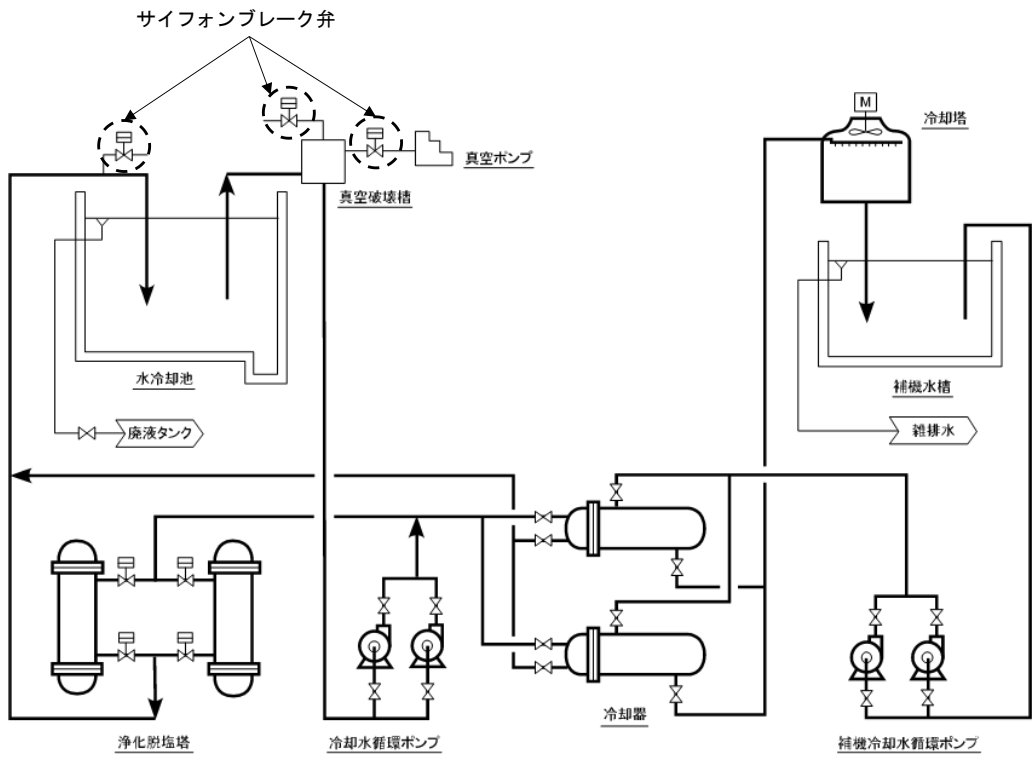 サイフォンブレーク弁
M
冷却塔
真空ポンプ
真空破壊槽
水冷却池
補機水槽
廃液タンク
雑排水
冷却器
浄化脱塩塔
冷却水循環ポンプ
補機冷却水循環ポンプ